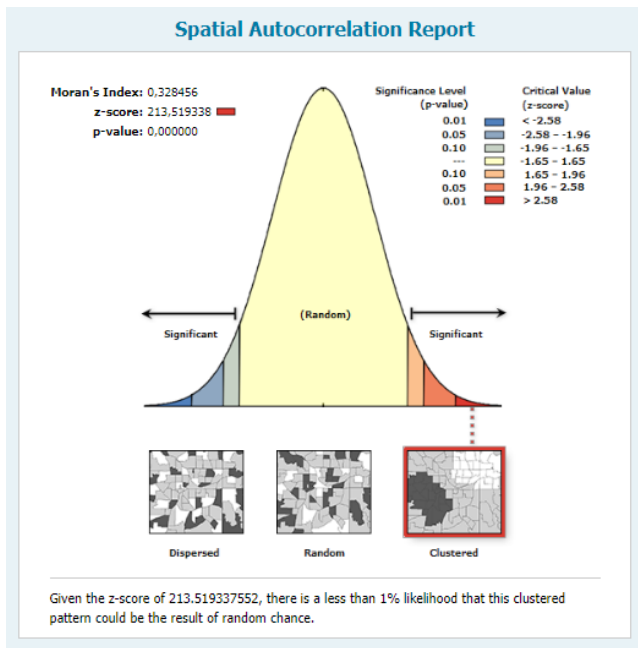 Spatial Autocorrelation Report
Moran's Index: 0,328456
z-score: 213,519338
p-value: 0,000000
Significance Level (p-value)
Critical Value (z-score)
0.01 < -2.58
0.05 -2.58 - -1.96
0.10 -1.96 - -1.65
--- -1.65 - 1.65
0.10 1.65 - 1.96
0.05 1.96 - 2.58
0.01 > 2.58
Significant
(Random)
Significant
Dispersed
Random
Clustered
Given the z-score of 213.519337552, there is a less than 1% likelihood that this clustered
pattern could be the result of random chance.